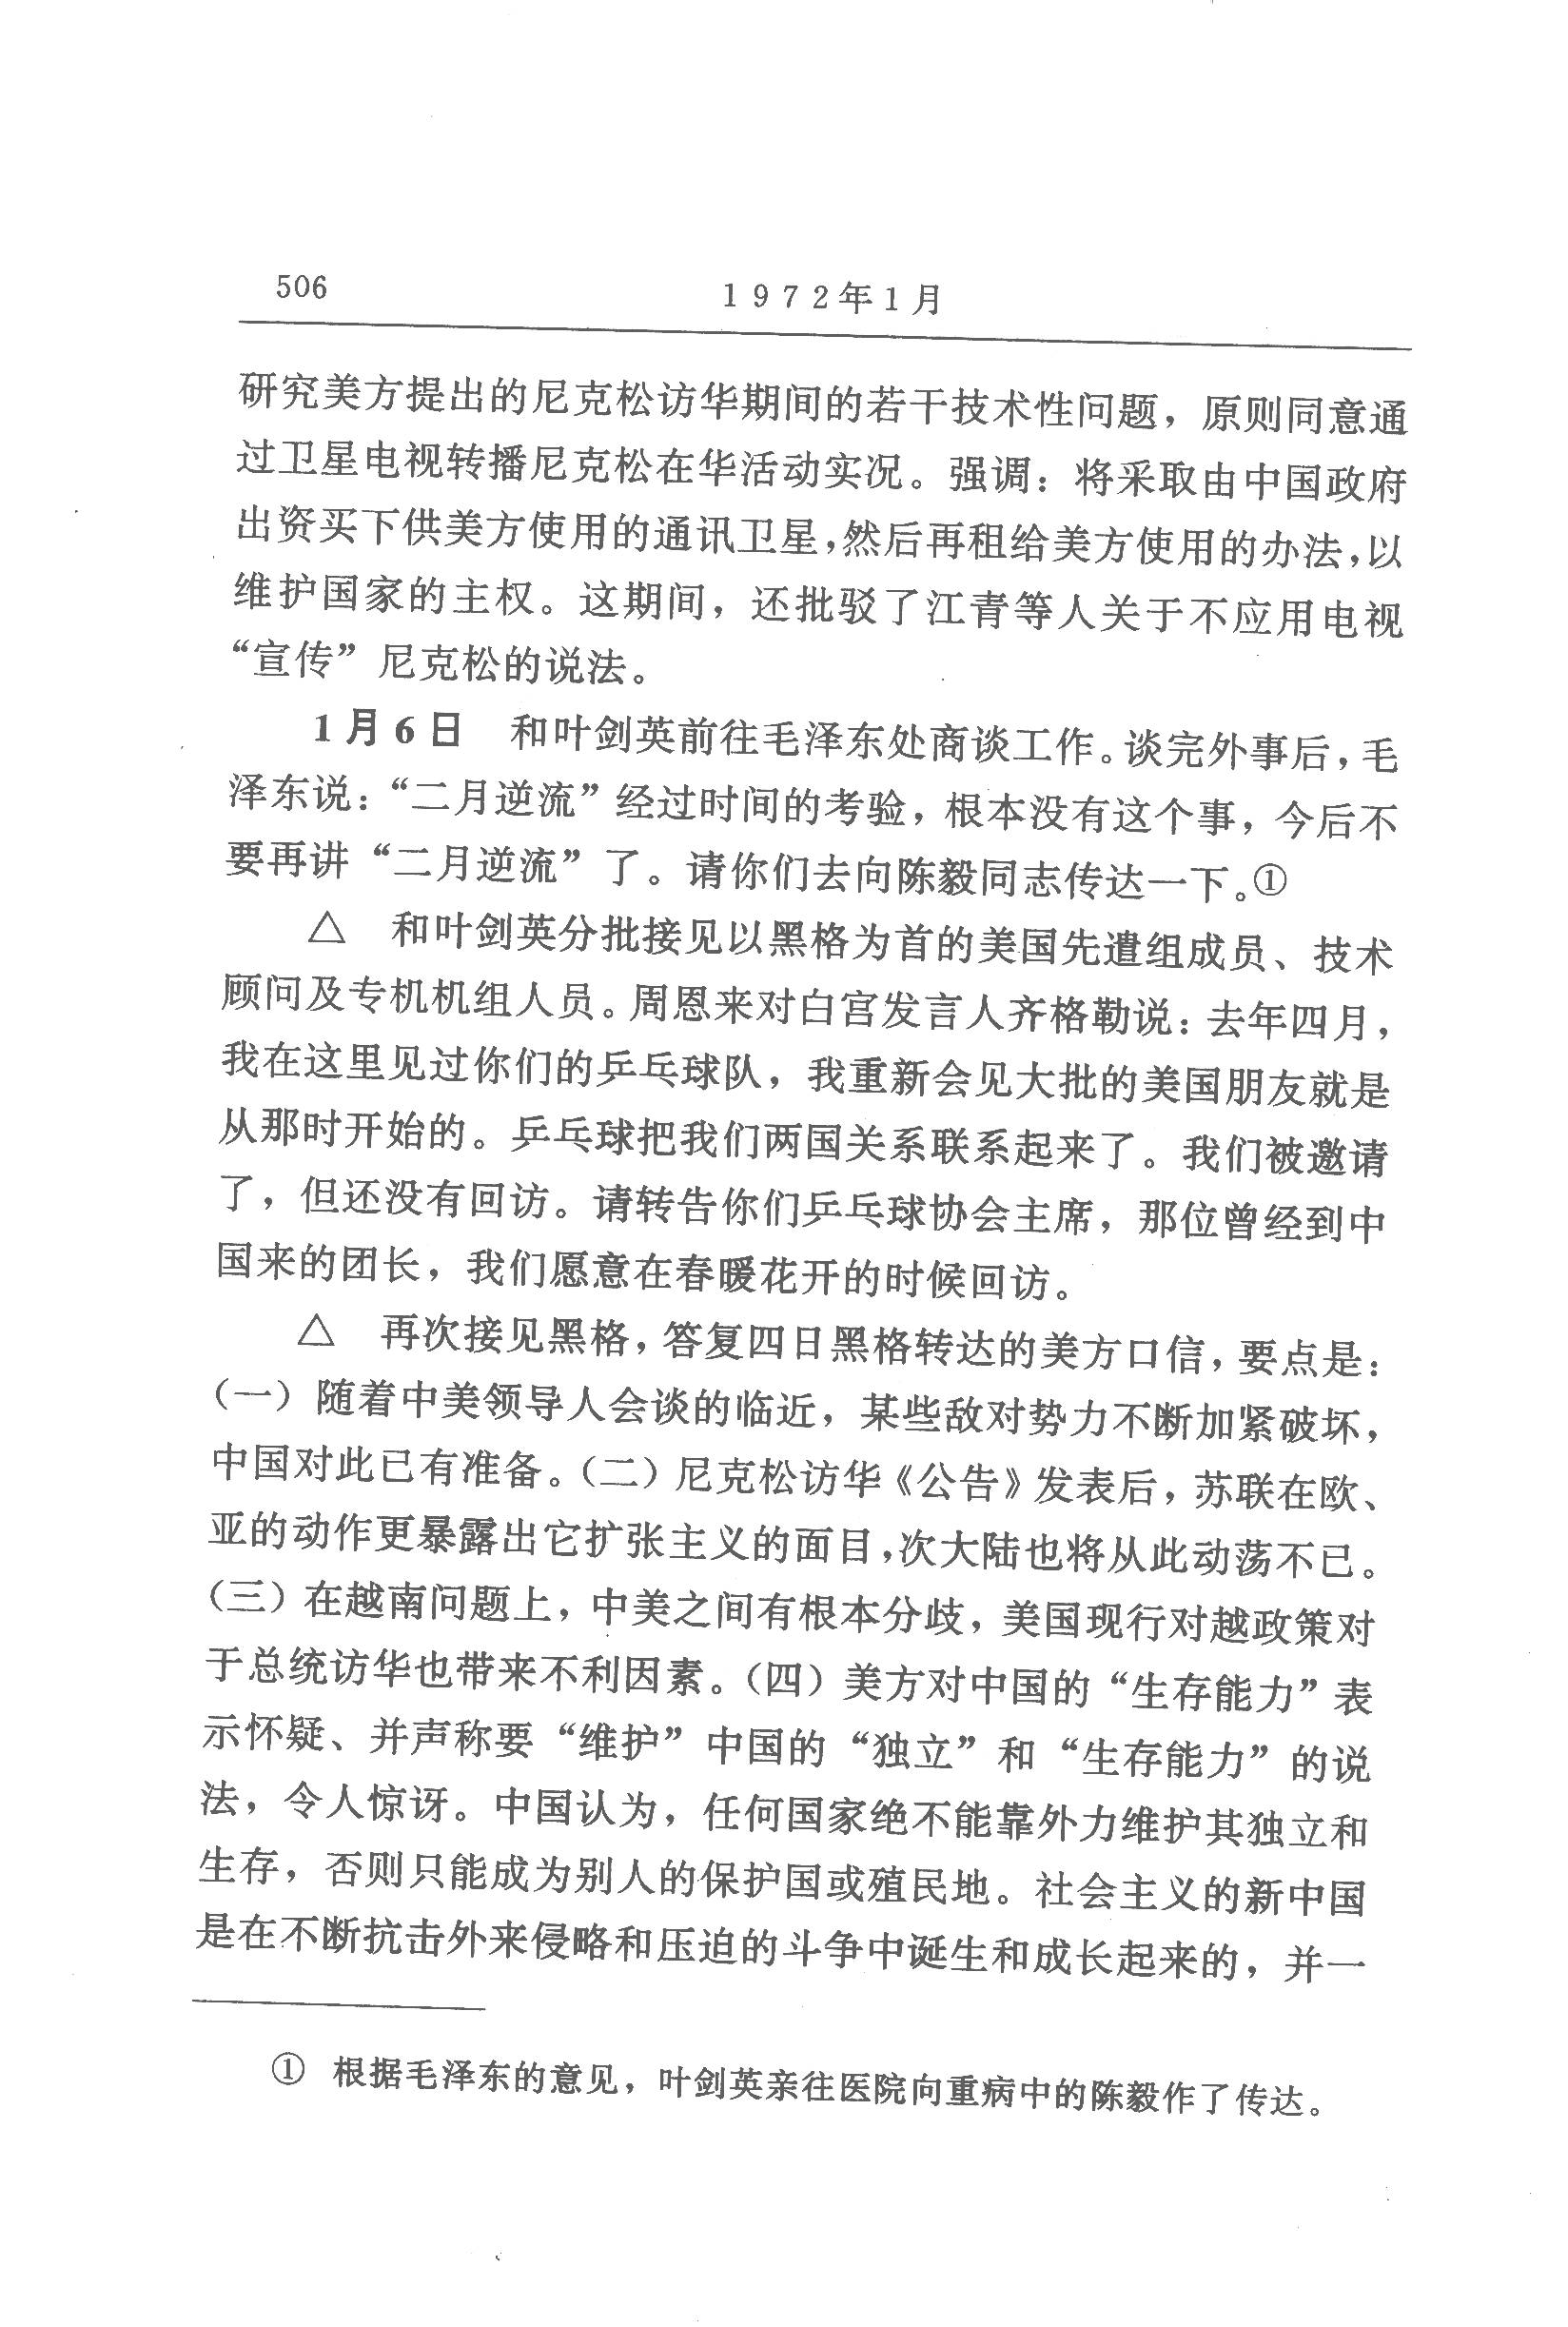 506
1972年1月
研究美方提出的尼克松访华期间的若干技术性问题，原则同意通
过卫星电视转播尼克松在华活动实况。强调：将采取由中国政府
出资买下供美方使用的通讯卫星，然后再租给美方使用的办法，以
维护国家的主权。这期间，还批驳了江青等人关于不应用电视
“宣传”尼克松的说法。
1月6日　和叶剑英前往毛泽东处商谈工作。谈完外事后，毛
泽东说：“二月逆流”经过时间的考验，根本没有这个事，今后不
要再讲“二月逆流”了。请你们去向陈毅同志传达一下。①
△　和叶剑英分批接见以黑格为首的美国先遣组成员、技术
顾问及专机机组人员。周恩来对白宫发言人齐格勒说：去年四月，
我在这里见过你们的乒乓球队，我重新会见大批的美国朋友就是
从那时开始的。乒乓球把我们两国关系联系起来了。我们被邀请
了，但还没有回访。请转告你们乒乓球协会主席，那位曾经到中
国来的团长，我们愿意在春暖花开的时候回访。
△　再次接见黑格，答复四日黑格转达的美方口信，要点是：
（一）随着中美领导人会谈的临近，某些敌对势力不断加紧破坏，
中国对此已有准备。（二）尼克松访华《公告》发表后，苏联在欧、
亚的动作更暴露出它扩张主义的面目，次大陆也将从此动荡不已。
（三）在越南问题上，中美之间有根本分歧，美国现行对越政策对
于总统访华也带来不利因素。（四）美方对中国的“生存能力”表
示怀疑、并声称要“维护”中国的“独立”和“生存能力”的说
法，令人惊讶。中国认为，任何国家绝不能靠外力维护其独立和
生存，否则只能成为别人的保护国或殖民地。社会主义的新中国
是在不断抗击外来侵略和压迫的斗争中诞生和成长起来的，并一
①　根据毛泽东的意见，叶剑英亲往医院向重病中的陈毅作了传达。